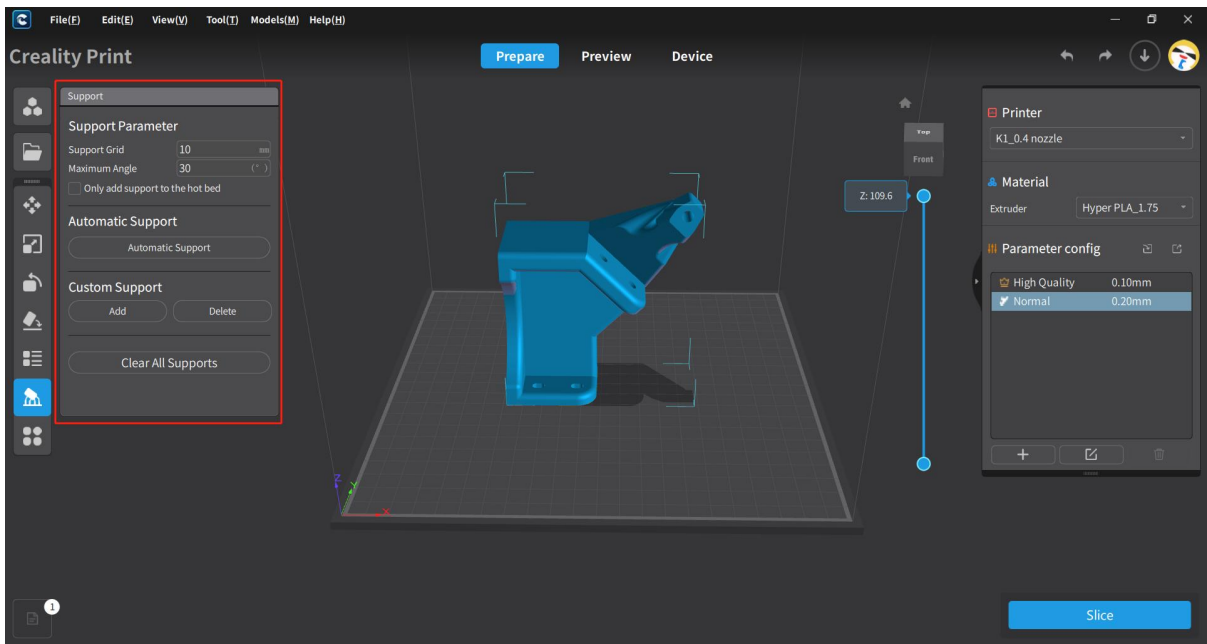 File(F) Edit(E) View(V) Tool(T) Models(M) Help(H)
Creality Print
Prepare Preview Device
Support
Support Parameter
Support Grid 10 mm
Maximum Angle 30 (°)
Only add support to the hot bed
Automatic Support
Automatic Support
Custom Support
Add Delete
Clear All Supports
Top
Front
Z: 109.6
Z
Y
X
Printer
K1_0.4 nozzle
Material
Extruder Hyper PLA_1.75
Parameter config
High Quality 0.10mm
Normal 0.20mm
1
Slice